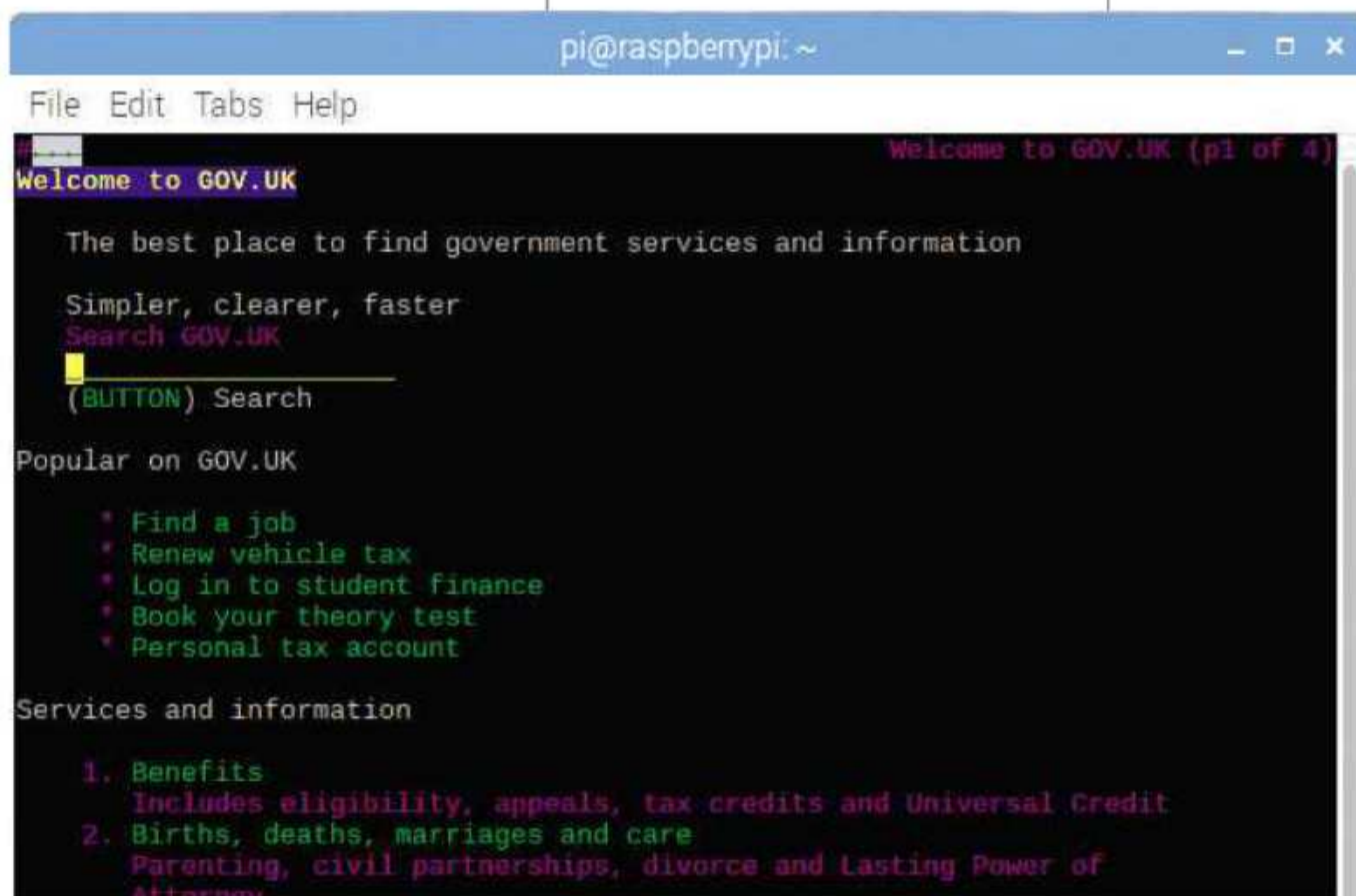 pi@raspberrypi: ~
File Edit Tabs Help
#... Welcome to GOV.UK (p1 of 4)
Welcome to GOV.UK
The best place to find government services and information
Simpler, clearer, faster
Search GOV.UK
(BUTTON) Search
Popular on GOV.UK
* Find a job
* Renew vehicle tax
* Log in to student finance
* Book your theory test
* Personal tax account
Services and information
1. Benefits
Includes eligibility, appeals, tax credits and Universal Credit
2. Births, deaths, marriages and care
Parenting, civil partnerships, divorce and Lasting Power of
Attorney